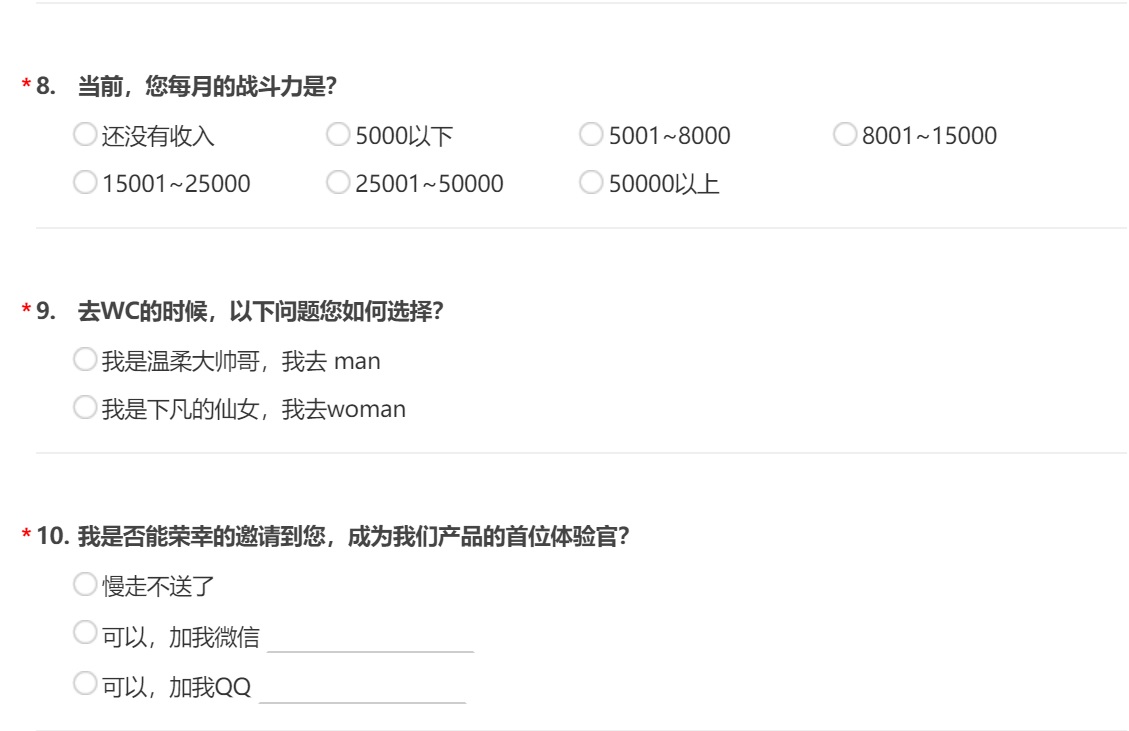 *8. 当前，您每月的战斗力是？
还没有收入 5000以下 5001~8000 8001~15000
15001~25000 25001~50000 50000以上
*9. 去WC的时候，以下问题您如何选择？
我是温柔大帅哥，我去 man
我是下凡的仙女，我去woman
*10. 我是否能荣幸的邀请到您，成为我们产品的首位体验官？
慢走不送了
可以，加我微信
可以，加我QQ